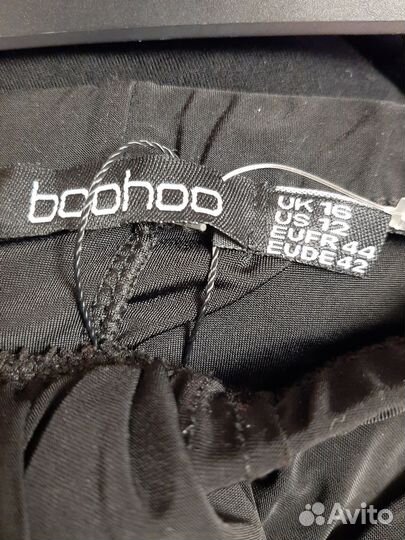 boohoo
UK 16
US 12
EUFR 44
EUDE 42
Avito